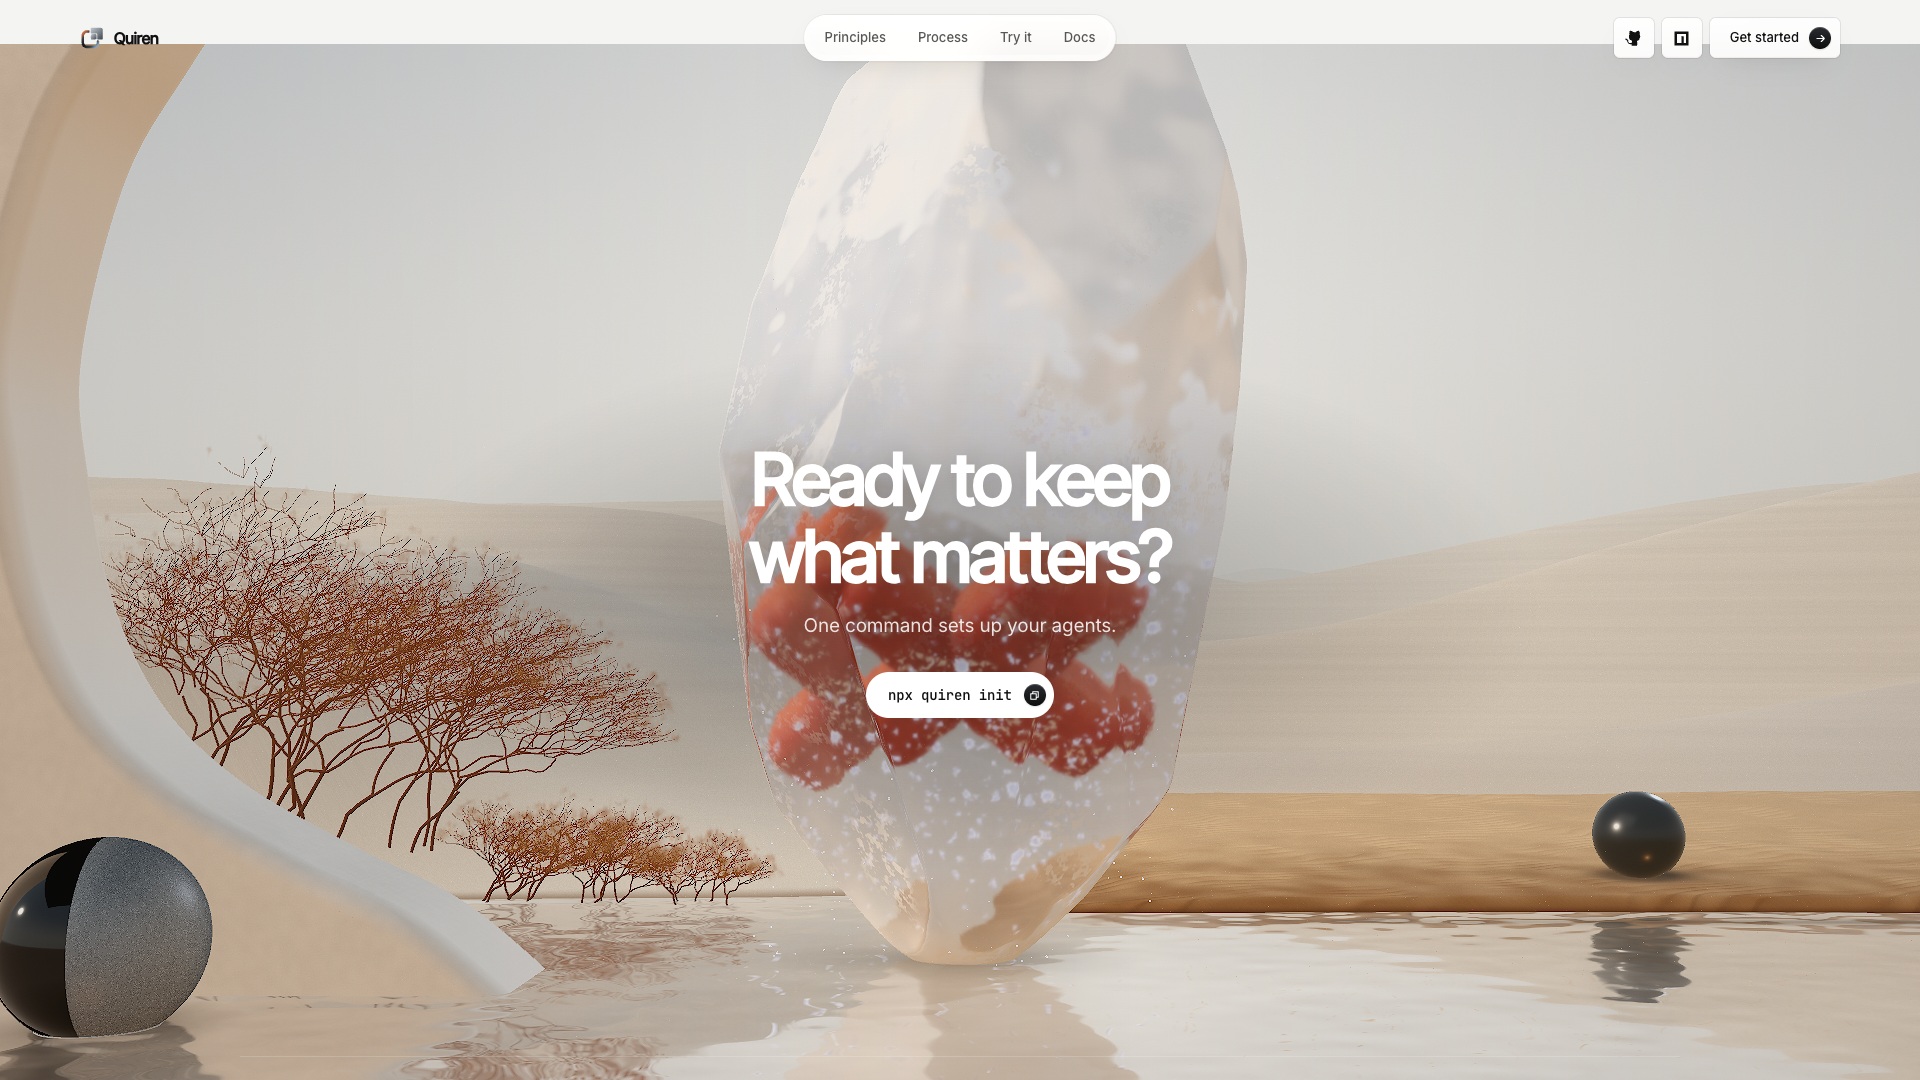 Quiren
Principles
Process
Try it
Docs
Get started
Ready to keep
what matters?
One command sets up your agents.
npx quiren init